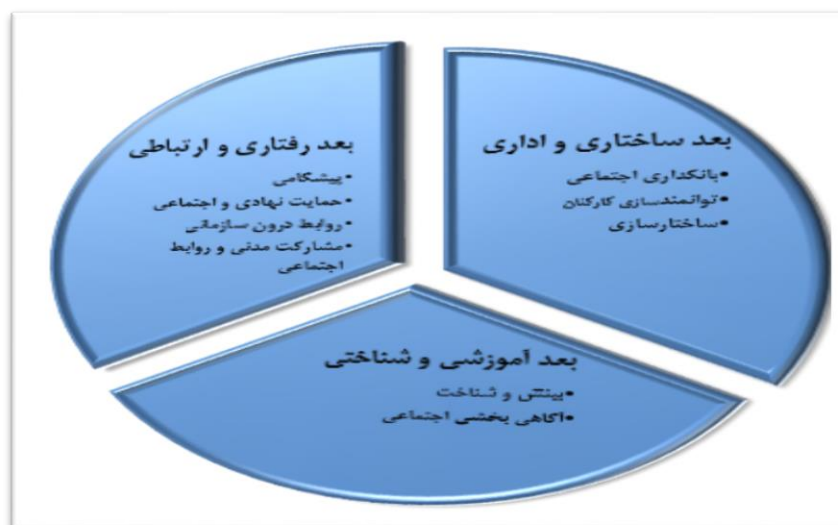 بعد ساختاری و اداری
•بانکداری اجتماعی
•توانمندسازی کارکنان
•ساختارسازی
بعد رفتاری و ارتباطی
•پیشگامی
•حمایت نهادی و اجتماعی
•روابط درون سازمانی
•مشارکت مدنی و روابط
اجتماعی
بعد آموزشی و شناختی
•بینش و شناخت
•آگاهی بخشی اجتماعی